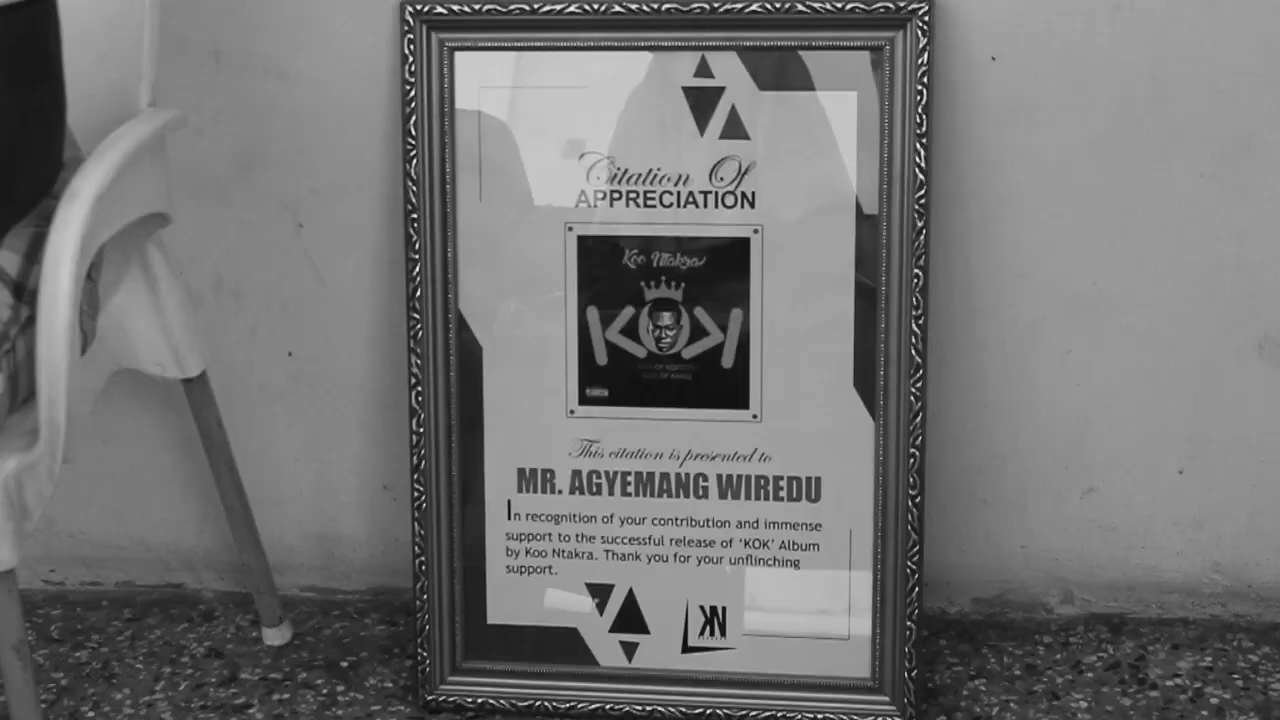 Citation Of
APPRECIATION
Koo Ntakra
KOK
This citation is presented to
MR. AGYEMANG WIREDU
In recognition of your contribution and immense
support to the successful release of ‘KOK’ Album
by Koo Ntakra. Thank you for your unflinching
support.
KN